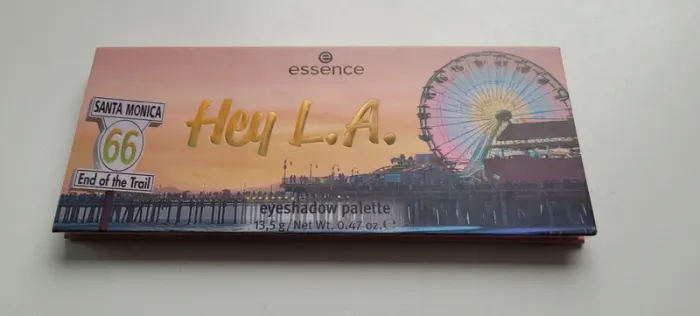 essence
Hey L.A.
SANTA MONICA
66
End of the Trail
eyeshadow palette
13,5 g/Net Wt. 0.47 oz.℮